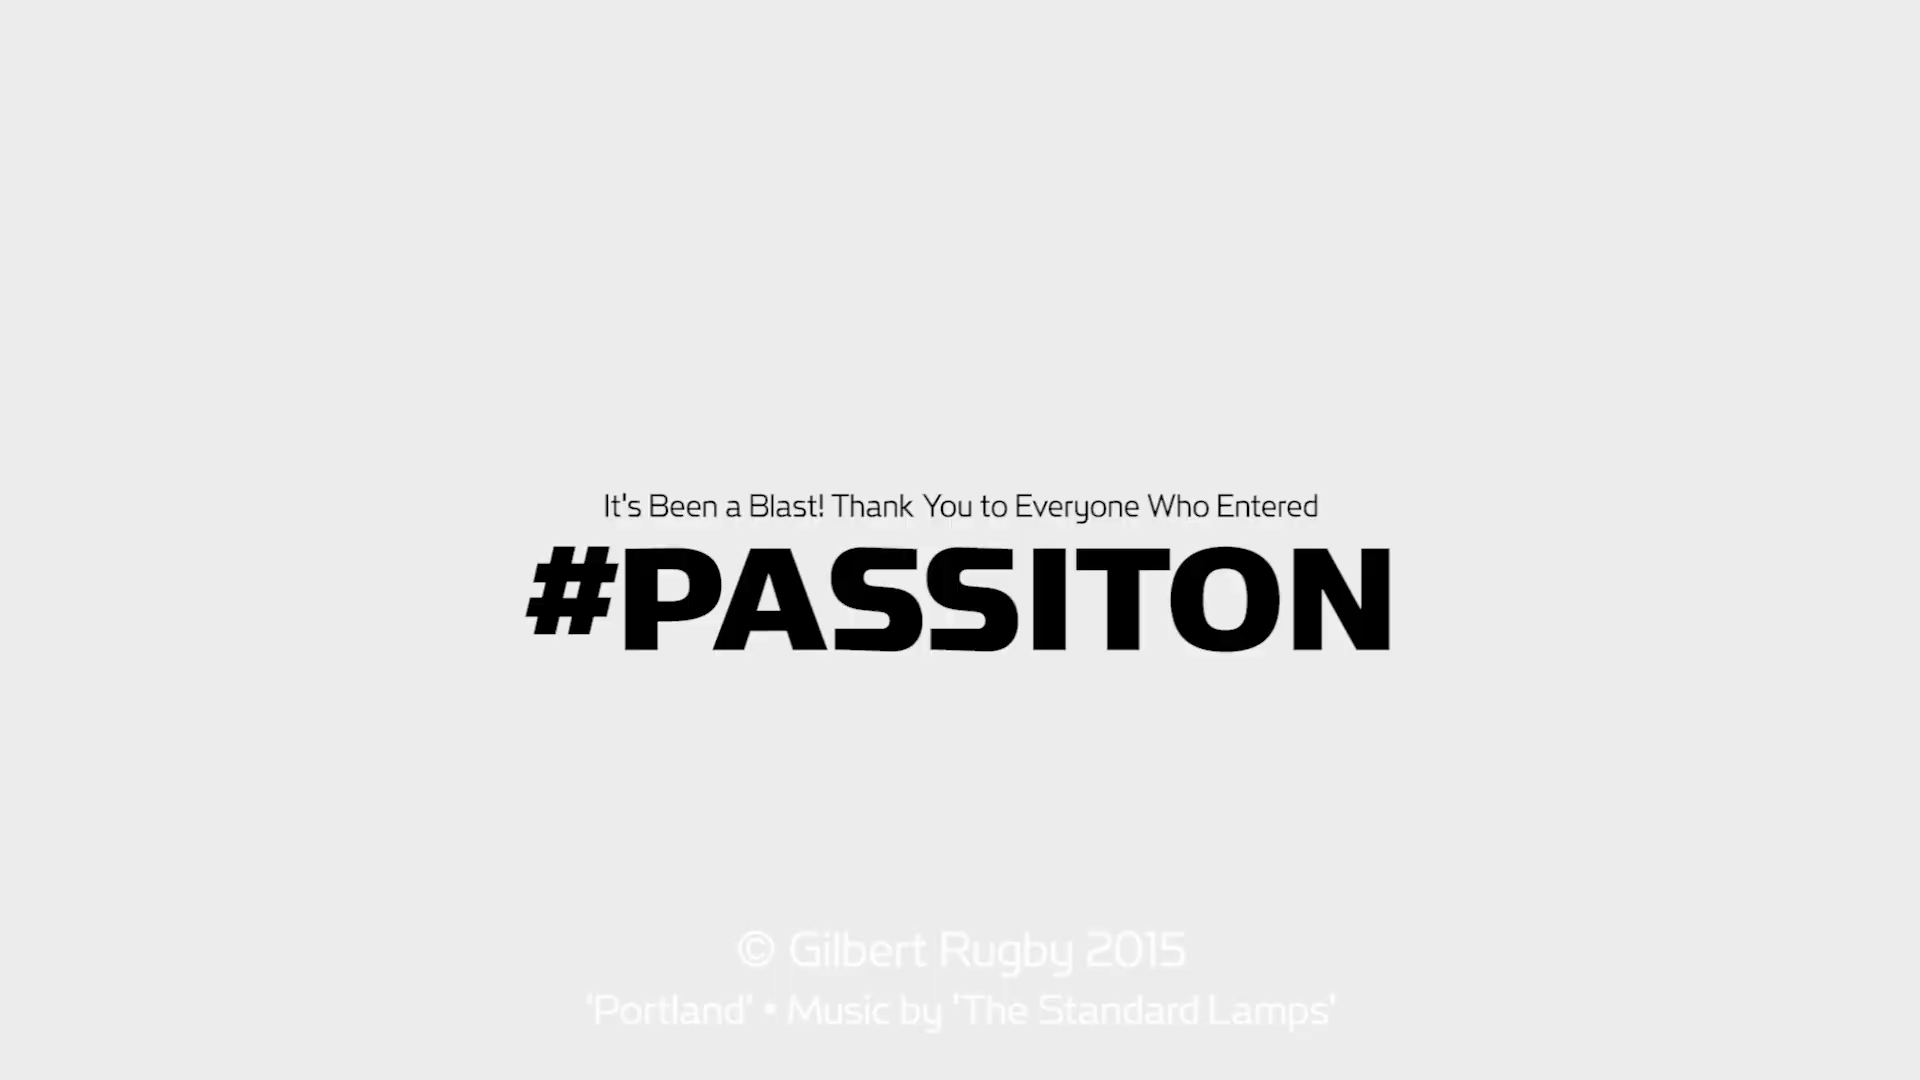 It's Been a Blast! Thank You to Everyone Who Entered
#PASSITON
© Gilbert Rugby 2015
'Portland' • Music by 'The Standard Lamps'